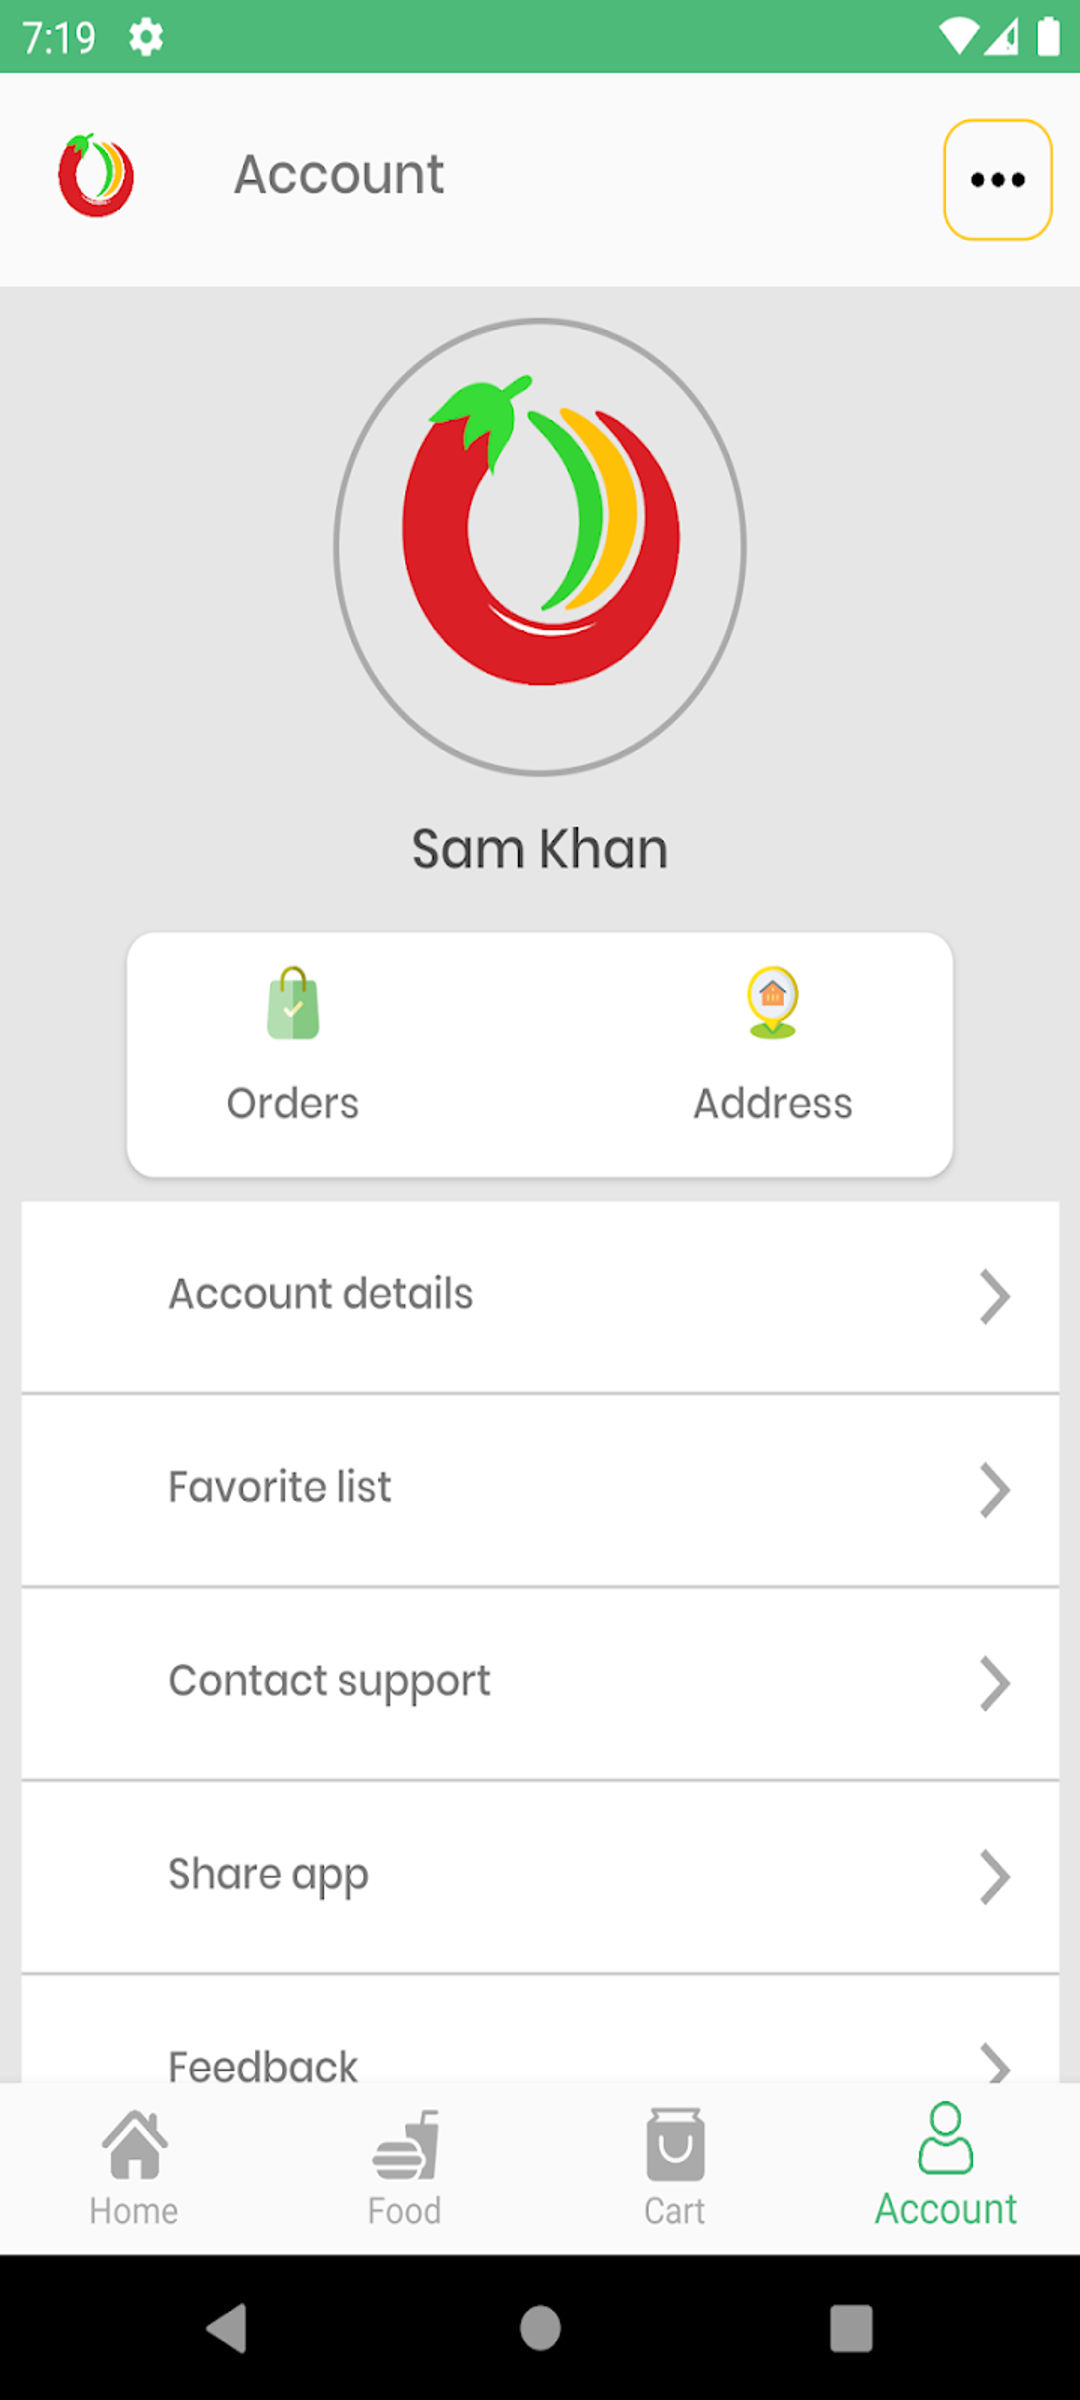 7:19
Account
Sam Khan
Orders
Address
Account details
Favorite list
Contact support
Share app
Feedback
Home
Food
Cart
Account